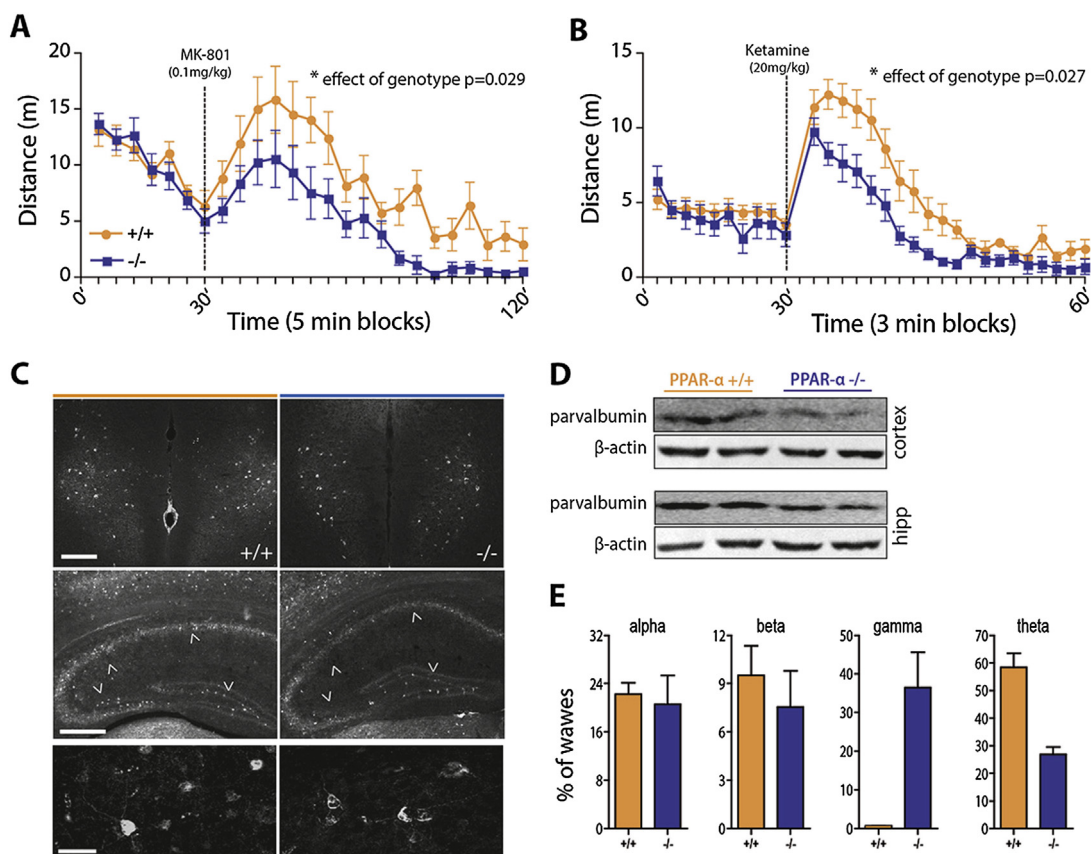 A
MK-801
(0.1mg/kg)
* effect of genotype p=0.029
Distance (m)
20
15
10
5
0
+/+
-/-
0'
30'
120'
Time (5 min blocks)
B
Ketamine
(20mg/kg)
* effect of genotype p=0.027
Distance (m)
15
10
5
0
0'
30'
60'
Time (3 min blocks)
C
+/+
-/-
D
PPAR-α +/+ PPAR-α -/-
parvalbumin
β-actin
cortex
parvalbumin
β-actin
hipp
E
% of wawes
alpha
32
24
16
8
0
+/+ -/-
beta
12
9
6
3
0
+/+ -/-
gamma
50
40
30
20
10
0
+/+ -/-
theta
70
60
50
40
30
20
10
0
+/+ -/-